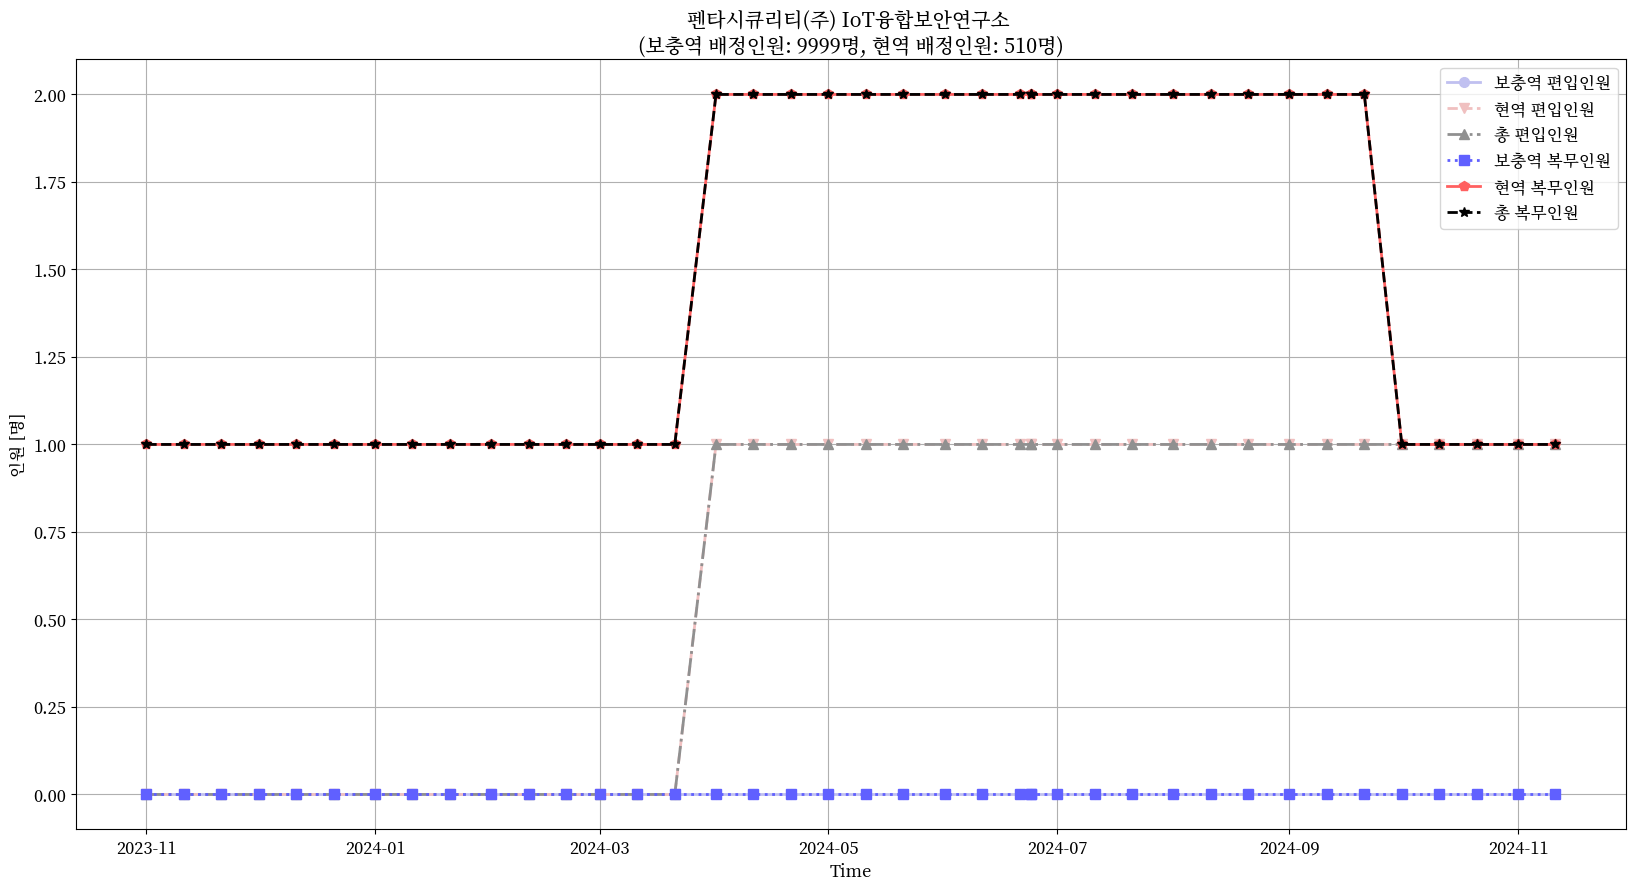 펜타시큐리티(주) IoT융합보안연구소
(보충역 배정인원: 9999명, 현역 배정인원: 510명)
보충역 편입인원
현역 편입인원
총 편입인원
보충역 복무인원
현역 복무인원
총 복무인원
인원 [명]
2.00
1.75
1.50
1.25
1.00
0.75
0.50
0.25
0.00
2023-11 2024-01 2024-03 2024-05 2024-07 2024-09 2024-11
Time